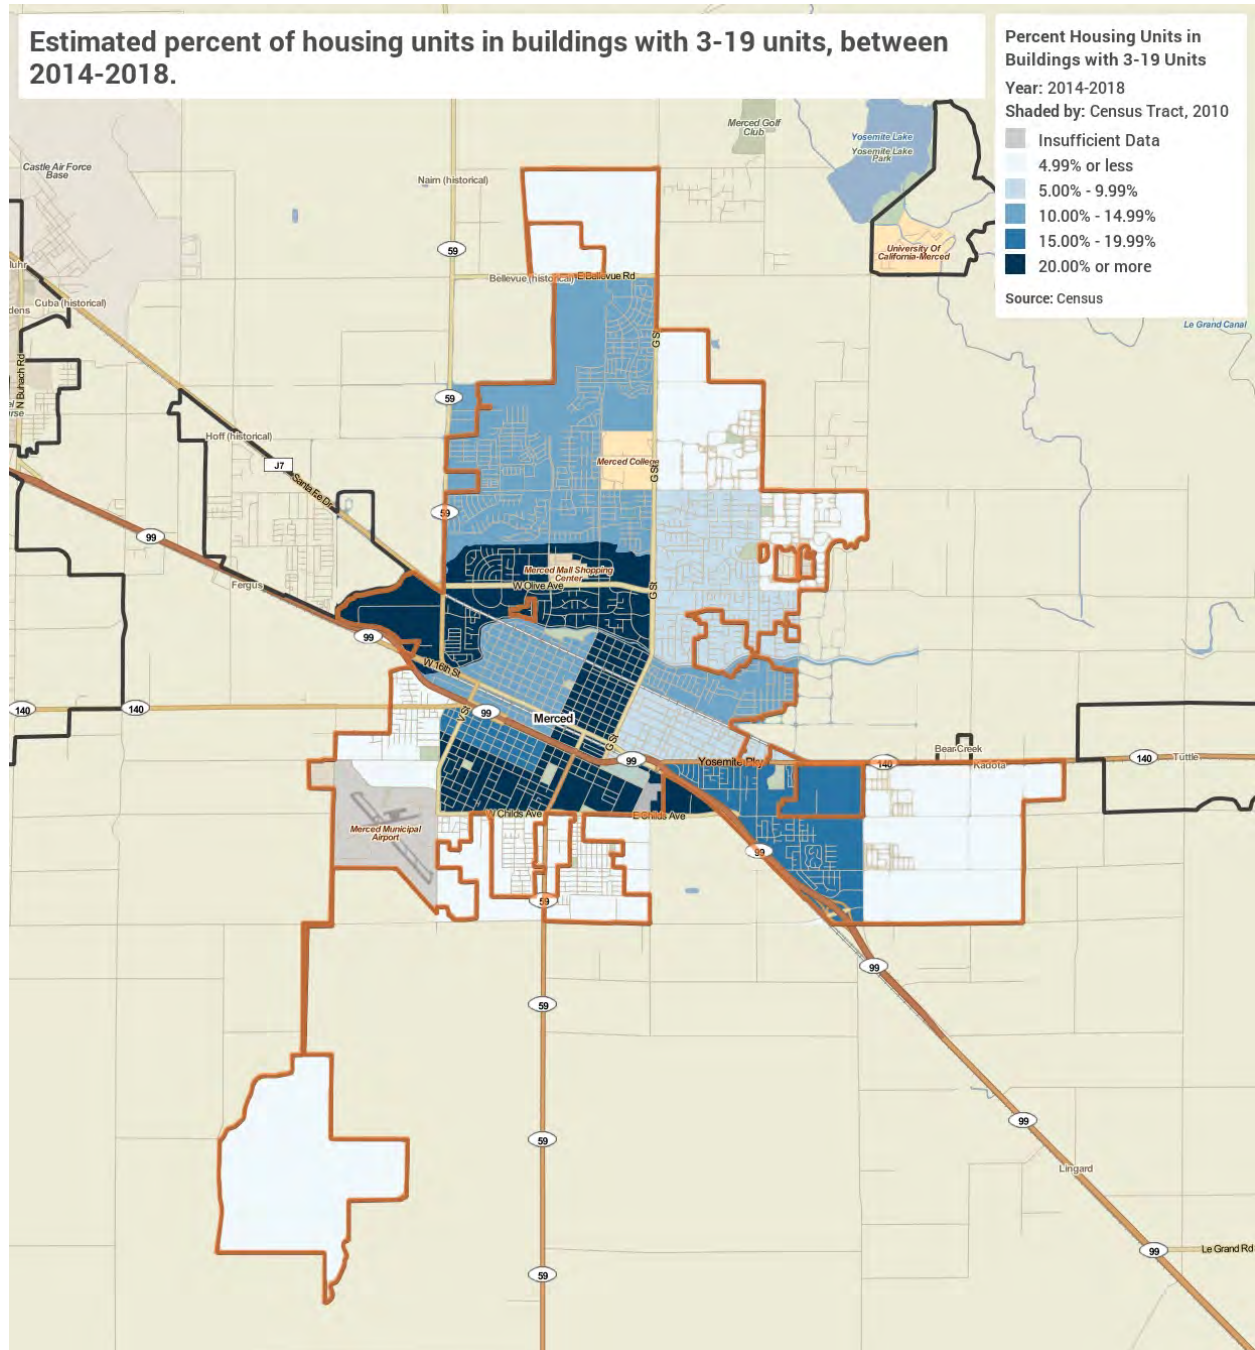 Estimated percent of housing units in buildings with 3-19 units, between
2014-2018.
Percent Housing Units in
Buildings with 3-19 Units
Year: 2014-2018
Shaded by: Census Tract, 2010
Insufficient Data
4.99% or less
5.00% - 9.99%
10.00% - 14.99%
15.00% - 19.99%
20.00% or more
Source: Census
Merced Golf
Club
Yosemite Lake
Yosemite Lake
Park
Castle Air Force
Base
Nairn (historical)
59
University Of
California-Merced
Bellevue (historical)
E Bellevue Rd
Cuba (historical)
Le Grand Canal
G St
N Buhach Rd
59
Hoff (historical)
J7
Merced College
G St
Santa Fe Dr
59
99
Merced Mall Shopping
Center
Fergus
W Olive Ave
G St
99
W 16th St
140
140
99
V St
Merced
G St
99
Yosemite Pky
140
Bear Creek
Kadota
140
Tuttle
W Childs Ave
E Childs Ave
Merced Municipal
Airport
99
59
99
59
99
59
Lingard
99
Le Grand Rd
59